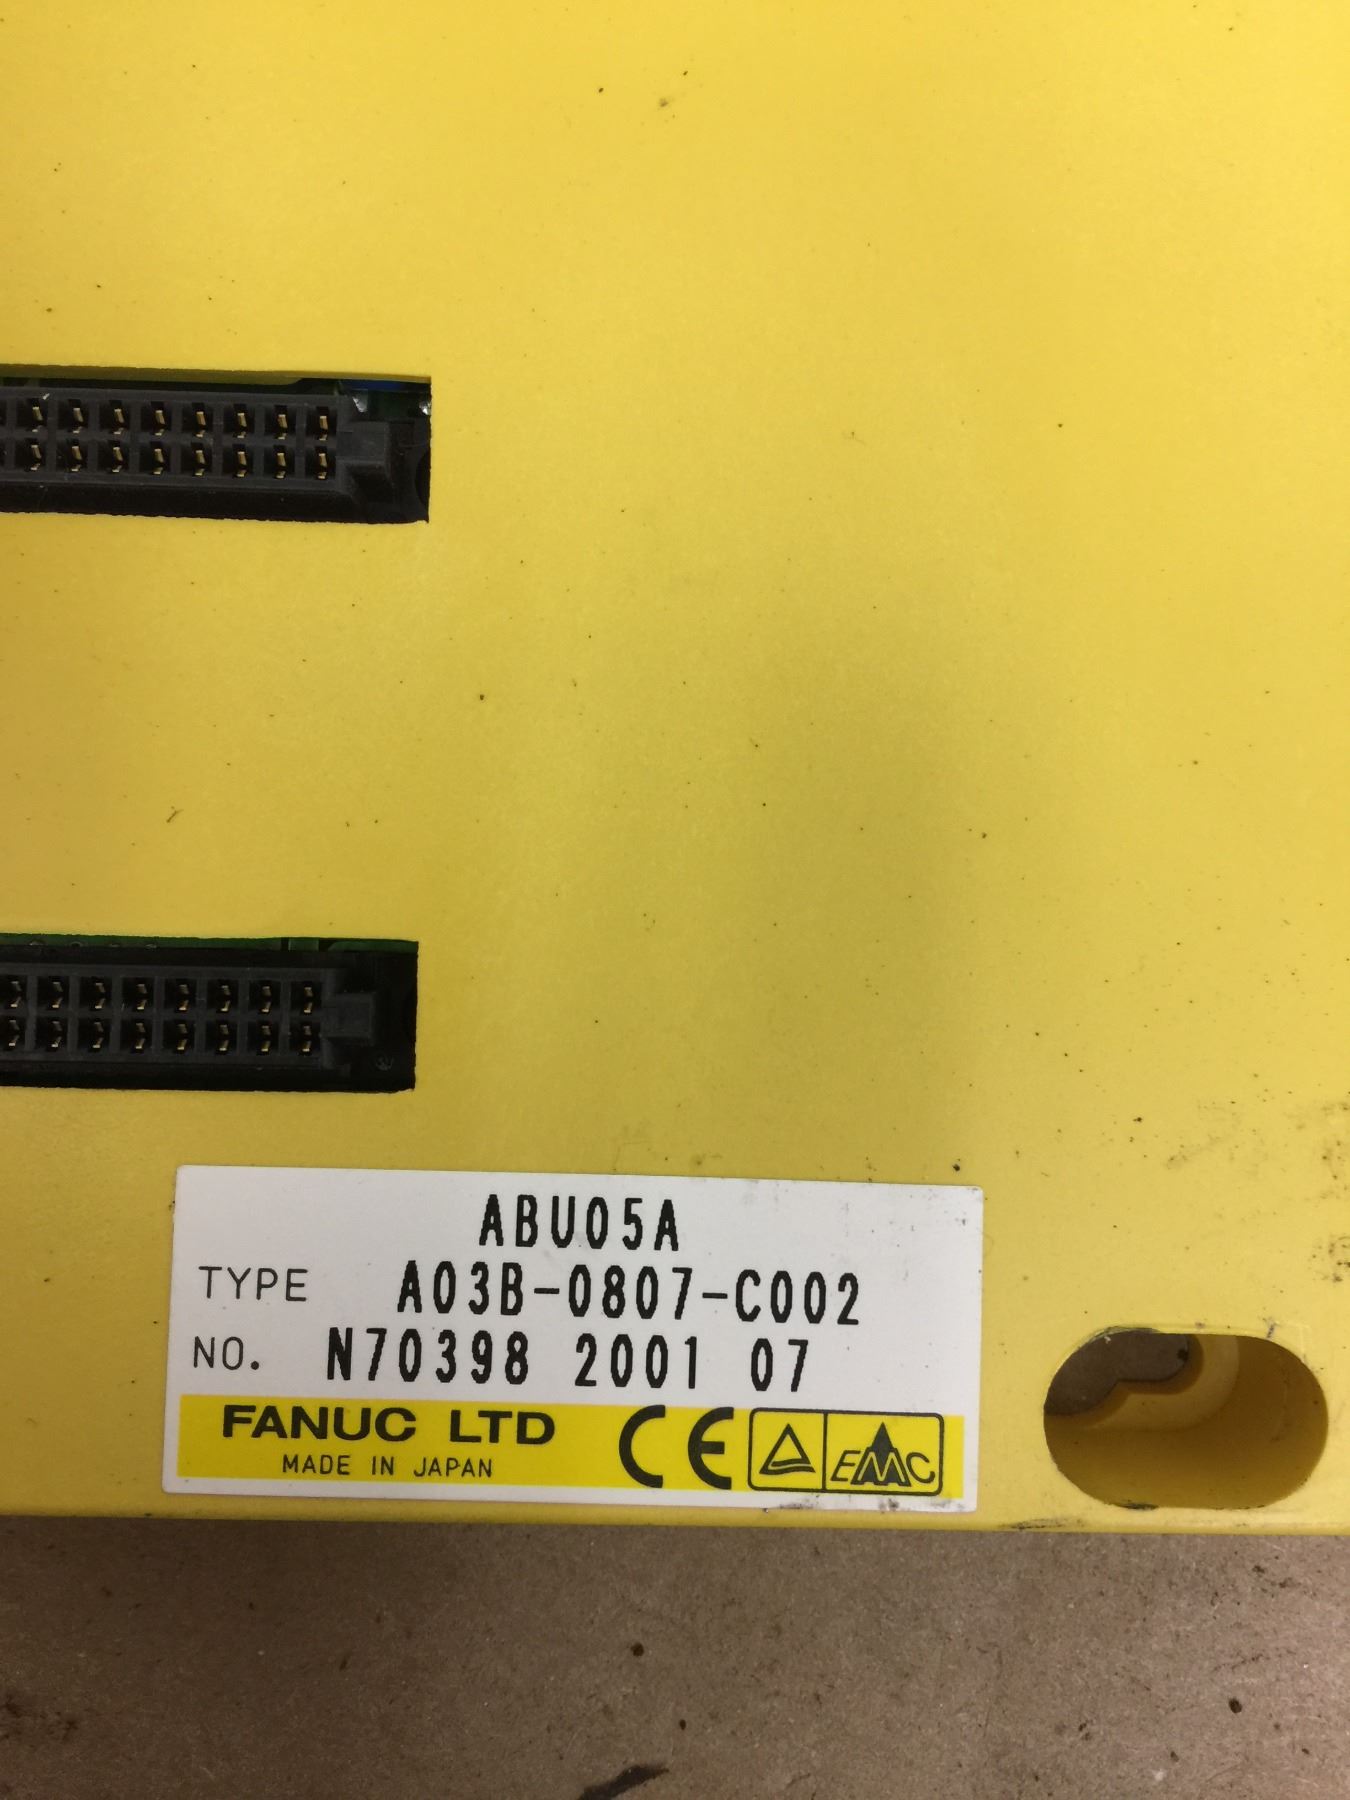 ABU05A
TYPE A03B-0807-C002
NO. N70398 2001 07
FANUC LTD
MADE IN JAPAN
CE EMC